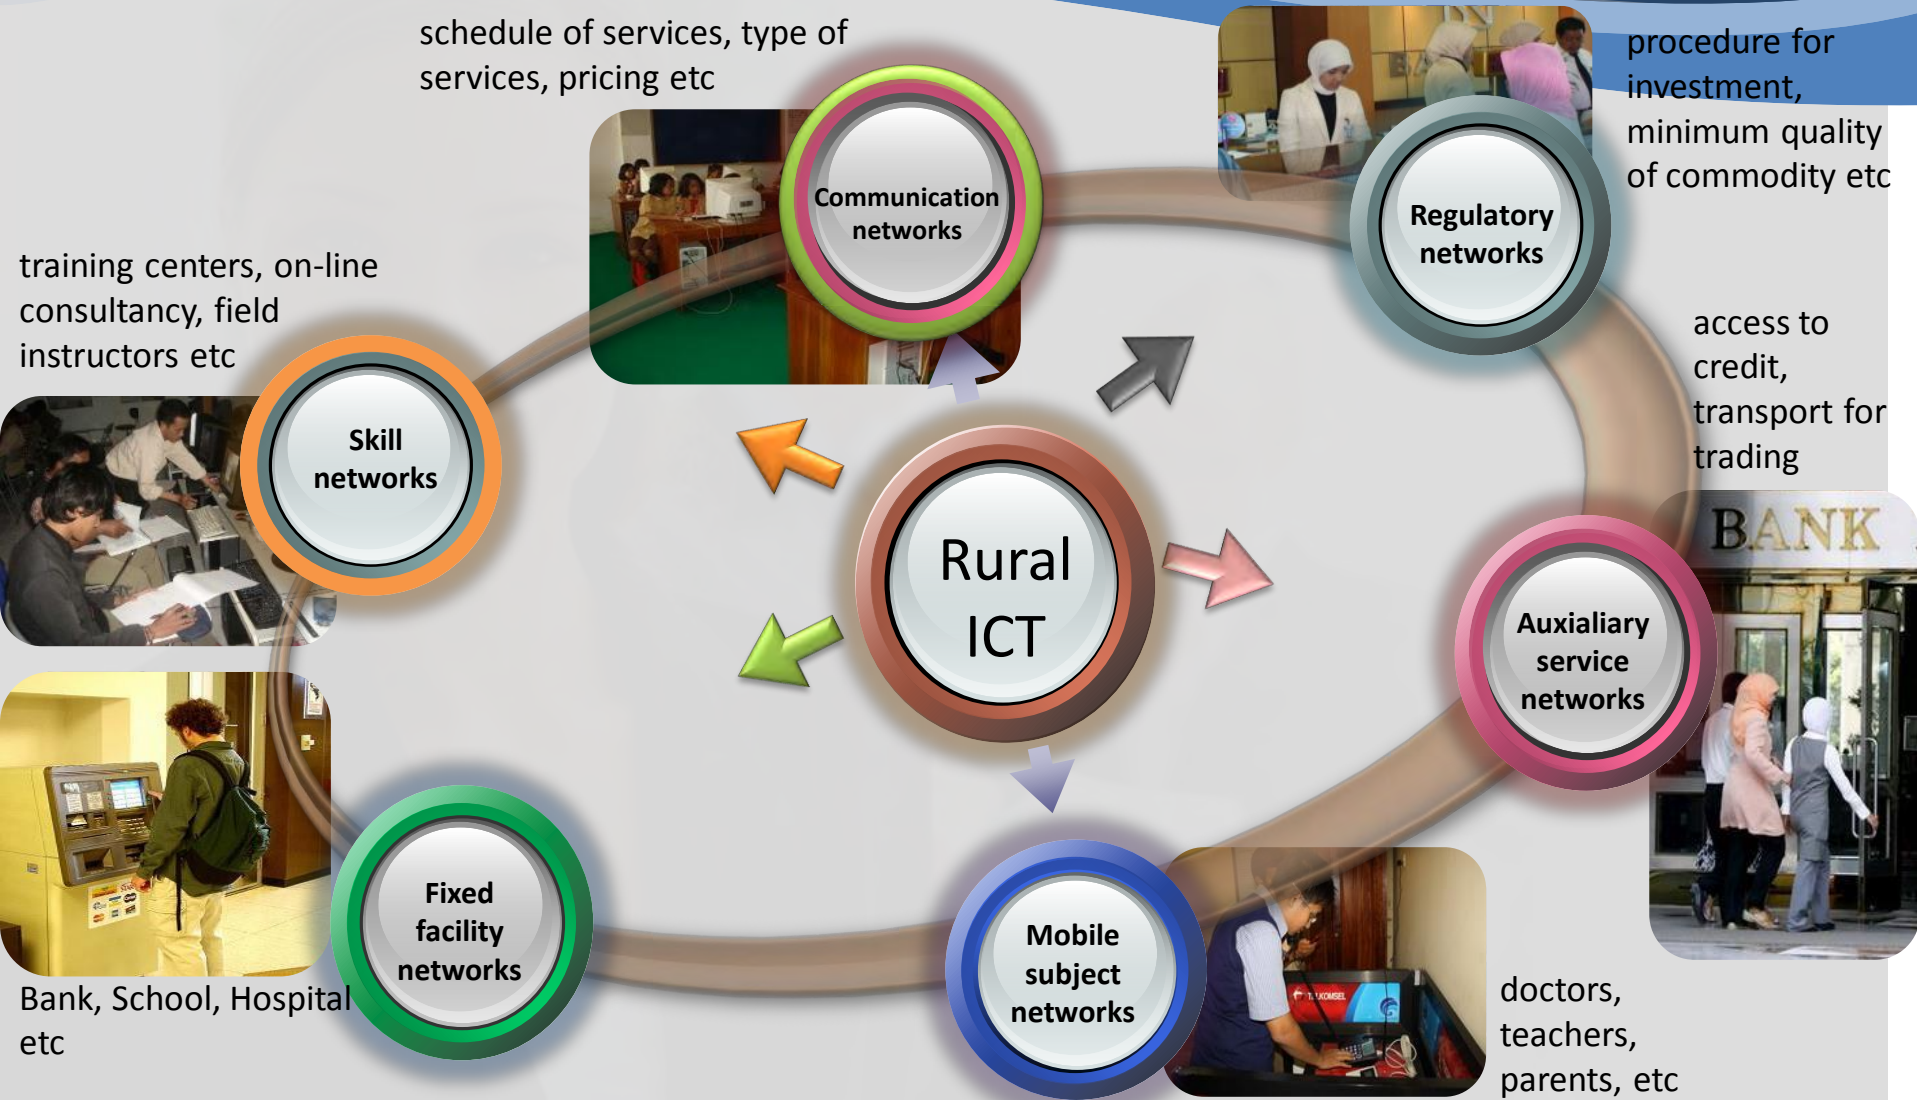 schedule of services, type of
services, pricing etc
procedure for
investment,
minimum quality
of commodity etc
Communication
networks
Regulatory
networks
training centers, on-line
consultancy, field
instructors etc
access to
credit,
transport for
trading
Skill
networks
BANK
Rural
ICT
Auxialiary
service
networks
Fixed
facility
networks
Mobile
subject
networks
TELKOMSEL
Bank, School, Hospital
etc
doctors,
teachers,
parents, etc